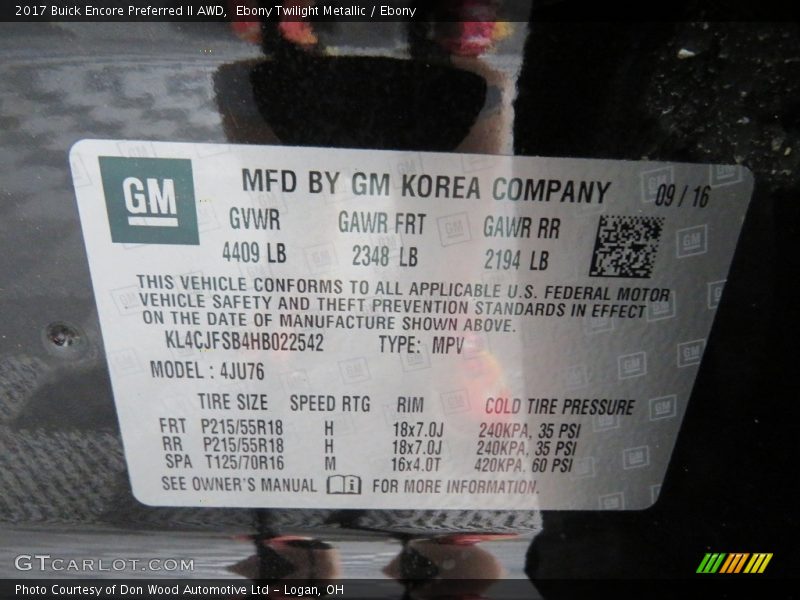 2017 Buick Encore Preferred II AWD,  Ebony Twilight Metallic / Ebony
GM
MFD BY GM KOREA COMPANY 09 / 16
GVWR GAWR FRT GAWR RR
4409 LB 2348 LB 2194 LB
THIS VEHICLE CONFORMS TO ALL APPLICABLE U.S. FEDERAL MOTOR
VEHICLE SAFETY AND THEFT PREVENTION STANDARDS IN EFFECT
ON THE DATE OF MANUFACTURE SHOWN ABOVE.
KL4CJFSB4HB022542 TYPE: MPV
MODEL : 4JU76
TIRE SIZE SPEED RTG RIM COLD TIRE PRESSURE
FRT P215/55R18 H 18x7.0J 240KPA, 35 PSI
RR P215/55R18 H 18x7.0J 240KPA, 35 PSI
SPA T125/70R16 M 16x4.0T 420KPA, 60 PSI
SEE OWNER'S MANUAL FOR MORE INFORMATION.
GTCARLOT.COM
Photo Courtesy of Don Wood Automotive Ltd - Logan, OH